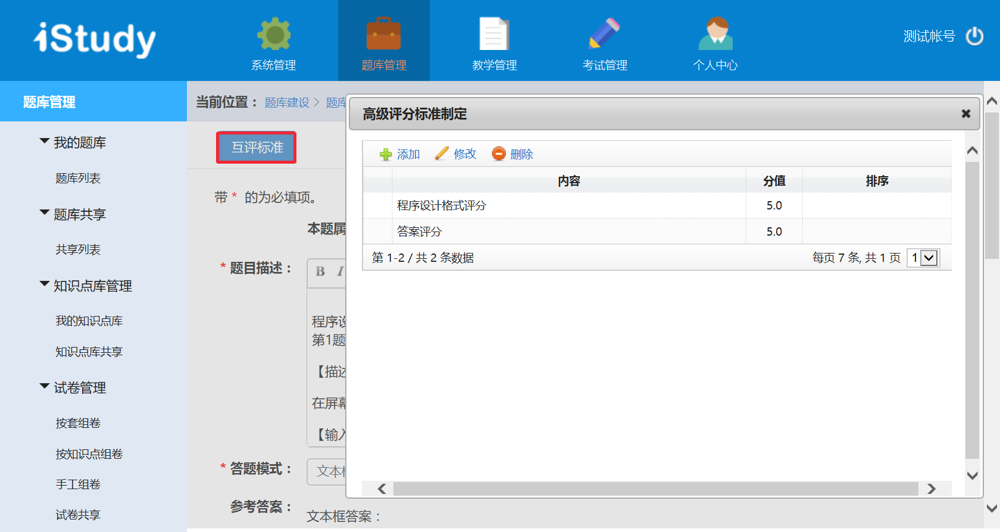 iStudy
系统管理
题库管理
教学管理
考试管理
个人中心
测试帐号
题库管理
我的题库
题库列表
题库共享
共享列表
知识点库管理
我的知识点库
知识点库共享
试卷管理
按套组卷
按知识点组卷
手工组卷
试卷共享
当前位置： 题库建设 > 题库
互评标准
带 * 的为必填项。
本题属
* 题目描述：
B I
程序设
第1题
【描述
在屏幕
【输入
* 答题模式：
文本框
参考答案：
文本框答案：
高级评分标准制定
添加 修改 删除
内容 分值 排序
程序设计格式评分 5.0
答案评分 5.0
第 1-2 / 共 2 条数据
每页 7 条, 共 1 页 1